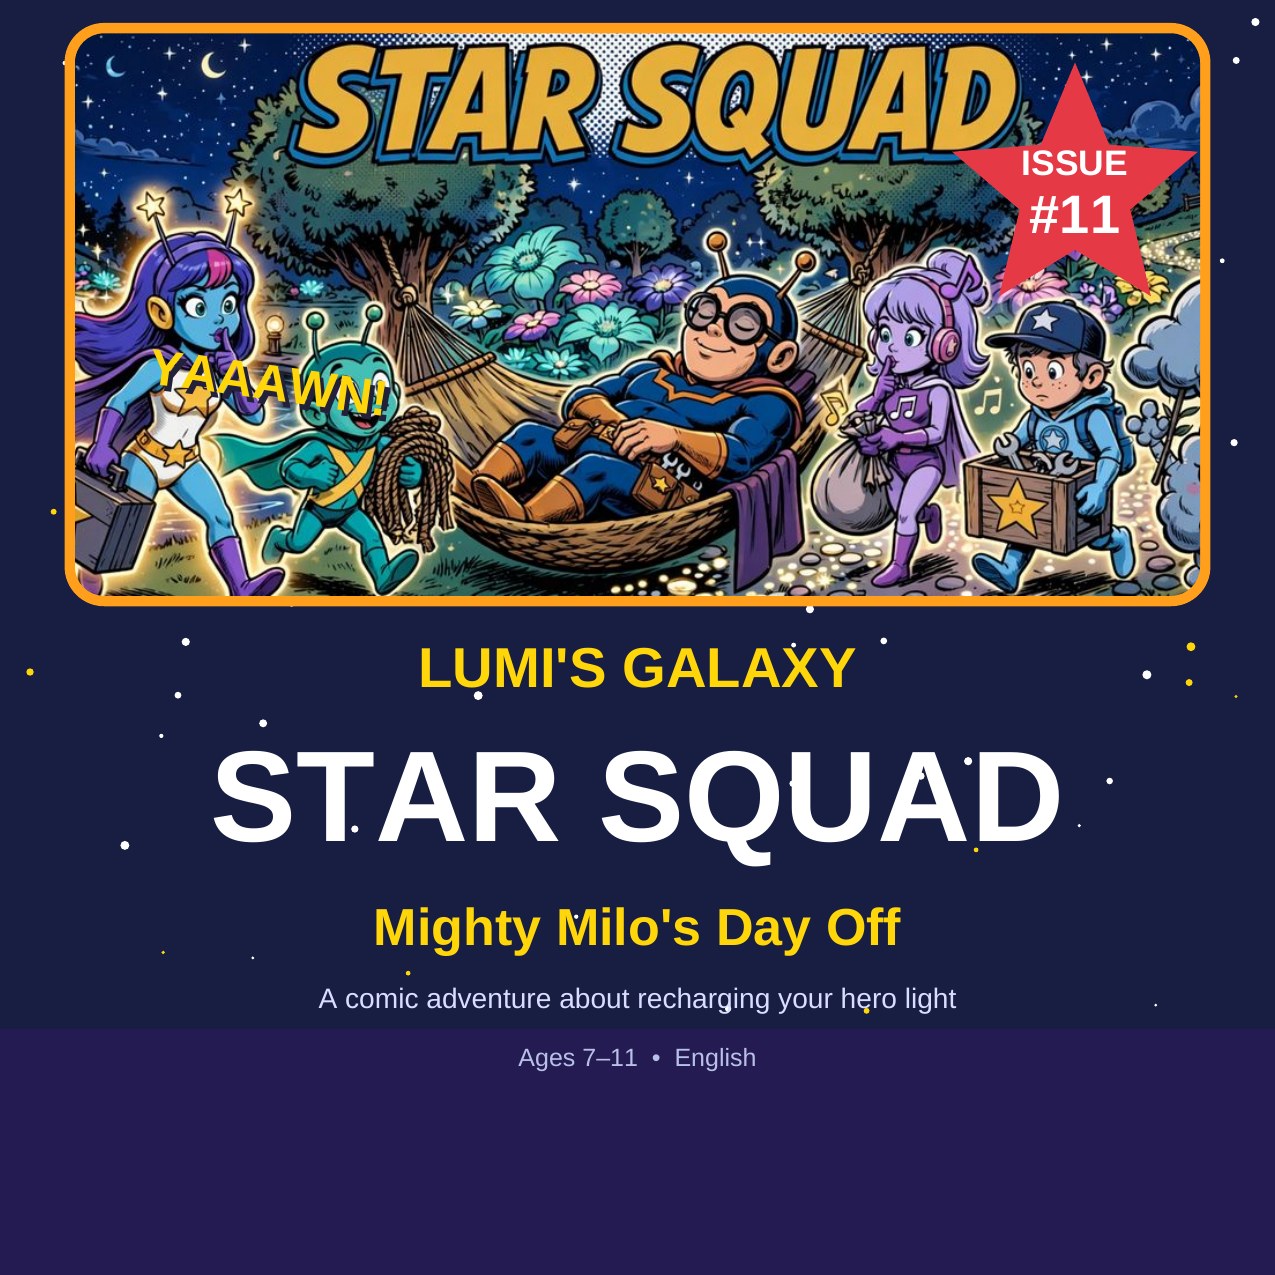 STAR SQUAD
ISSUE
#11
YAAAWN!
LUMI'S GALAXY
STAR SQUAD
Mighty Milo's Day Off
A comic adventure about recharging your hero light
Ages 7–11 • English